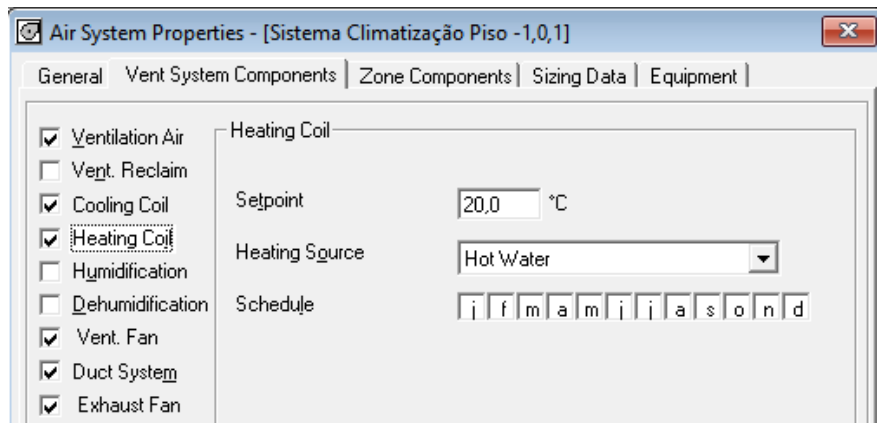 Air System Properties - [Sistema Climatização Piso -1,0,1]
General Vent System Components Zone Components Sizing Data Equipment
Ventilation Air
Vent. Reclaim
Cooling Coil
Heating Coil
Humidification
Dehumidification
Vent. Fan
Duct System
Exhaust Fan
Heating Coil
Setpoint 20,0 °C
Heating Source Hot Water
Schedule j f m a m j j a s o n d